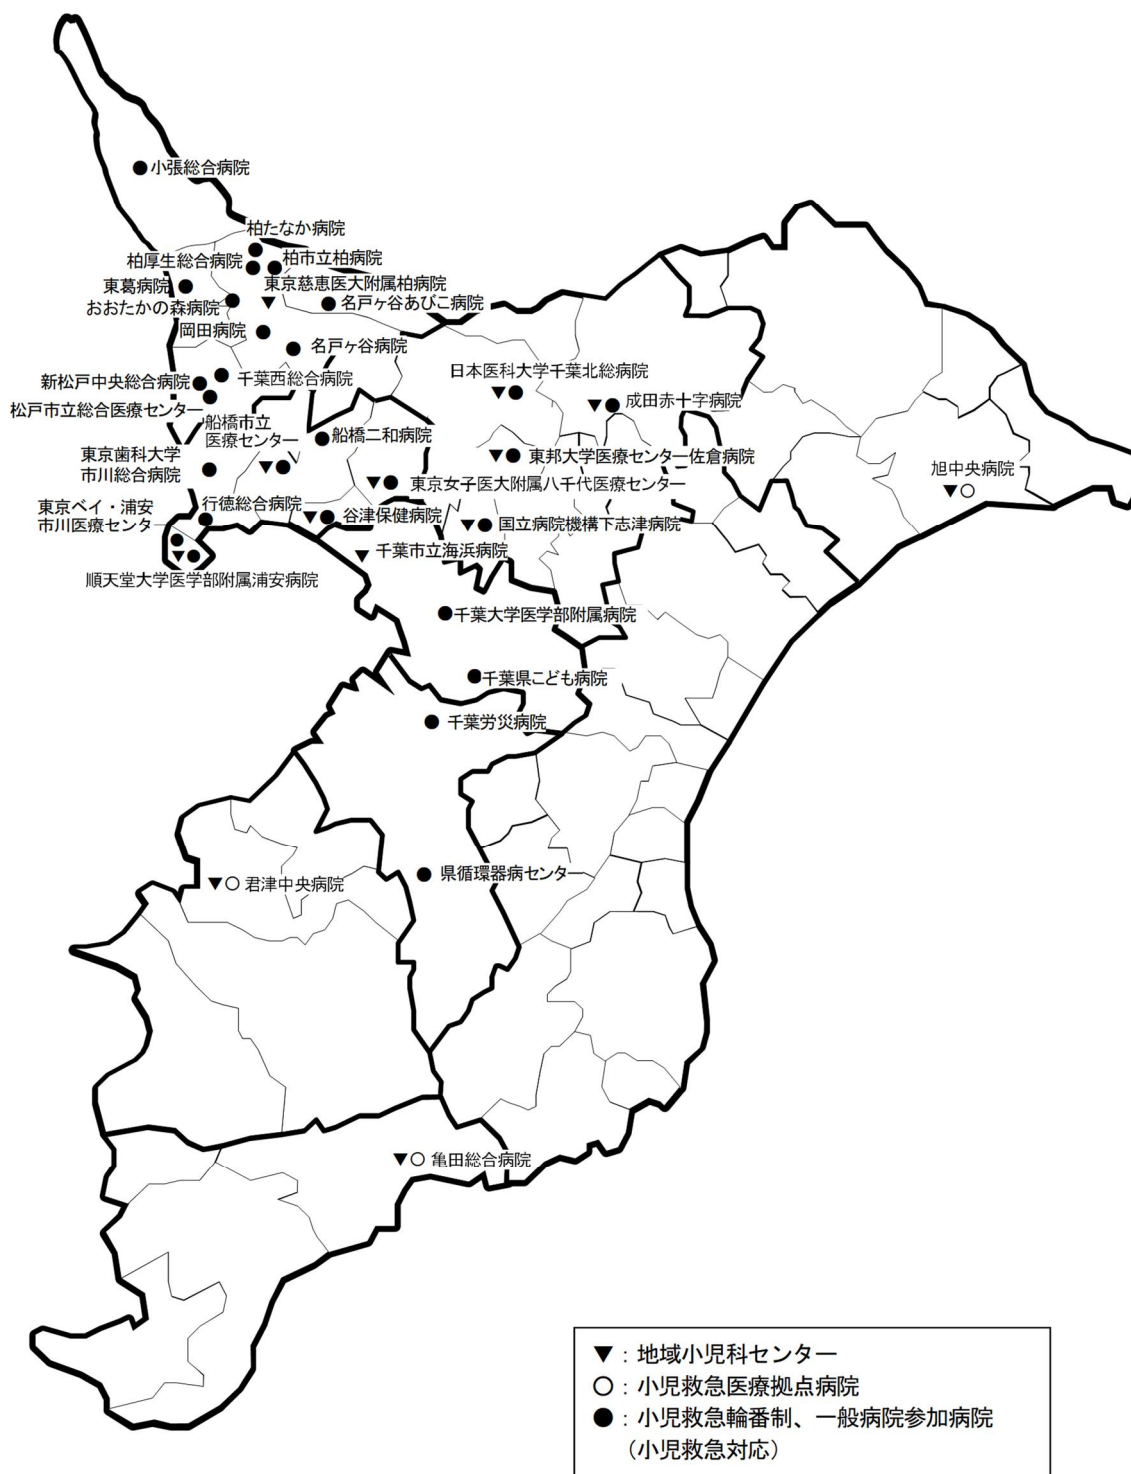 ●小張総合病院
柏たなか病院
柏厚生総合病院●
●柏市立柏病院
東葛病院●
東京慈恵医大附属柏病院
▼
おおたかの森病院●
●名戸ヶ谷あびこ病院
岡田病院●
●名戸ヶ谷病院
日本医科大学千葉北総病院
▼●
新松戸中央総合病院●
●千葉西総合病院
▼●成田赤十字病院
松戸市立総合医療センター
船橋市立
医療センター
▼●
●船橋二和病院
東京歯科大学
市川総合病院●
▼●東邦大学医療センター佐倉病院
旭中央病院
▼○
▼●東京女子医大附属八千代医療センター
東京ベイ・浦安
市川医療センタ
行徳総合病院
▼●谷津保健病院
▼●国立病院機構下志津病院
▼千葉市立海浜病院
▼●
順天堂大学医学部附属浦安病院
●千葉大学医学部附属病院
●千葉県こども病院
●千葉労災病院
●県循環器病センター
▼○君津中央病院
▼○亀田総合病院
▼：地域小児科センター
○：小児救急医療拠点病院
●：小児救急輪番制、一般病院参加病院
（小児救急対応）